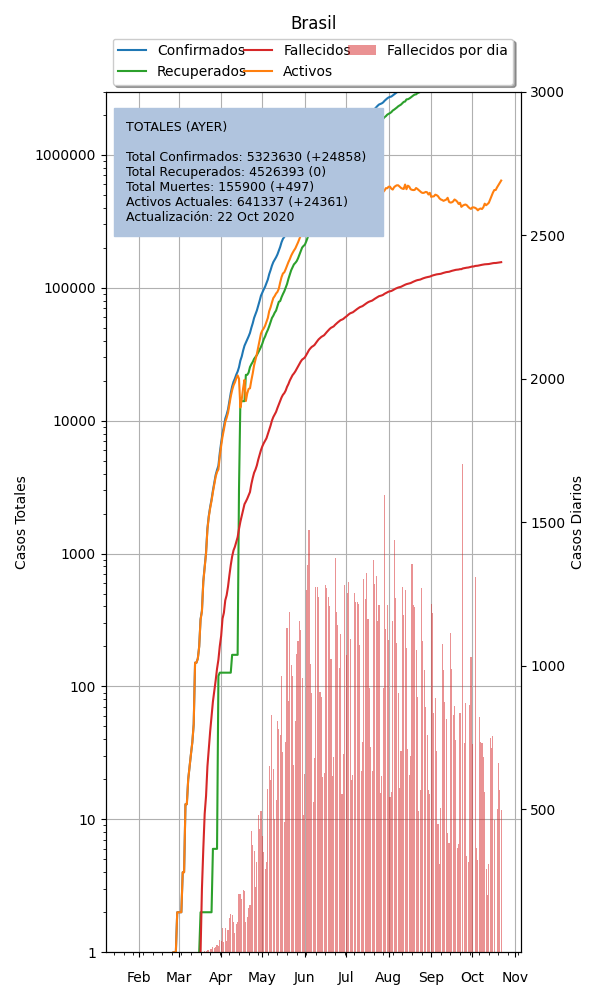 Brasil
Confirmados
Recuperados
Fallecidos
Activos
Fallecidos por dia
TOTALES (AYER)
Total Confirmados: 5323630 (+24858)
Total Recuperados: 4526393 (0)
Total Muertes: 155900 (+497)
Activos Actuales: 641337 (+24361)
Actualización: 22 Oct 2020
Casos Totales
1000000
100000
10000
1000
100
10
1
3000
2500
2000
1500
1000
500
Casos Diarios
Feb Mar Apr May Jun Jul Aug Sep Oct Nov